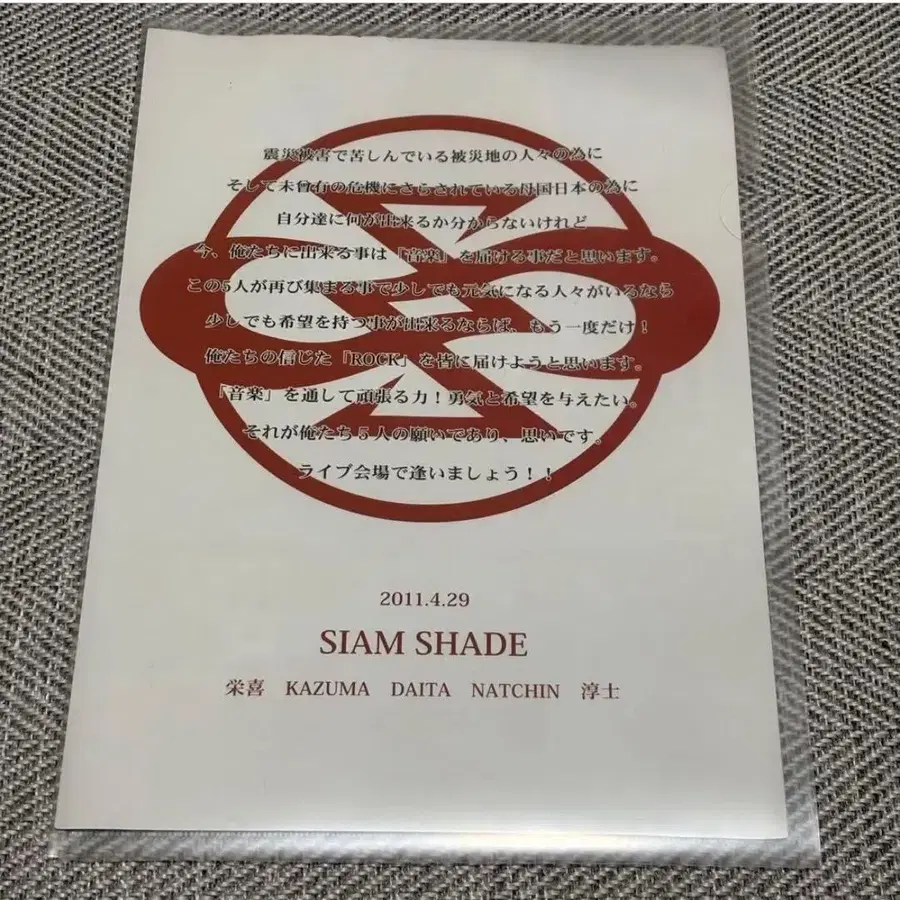 震災被害で苦しんでいる被災地の人々の為に
そして未曾有の危機にさらされている母国日本の為に
自分達に何が出来るか分からないけれど
今、俺たちに出来る事は「音楽」を届ける事だと思います。
この5人が再び集まる事で少しでも元気になる人々がいるなら
少しでも希望を持つ事が出来るならば、もう一度だけ！
俺たちの信じた「ROCK」を皆に届けようと思います。
「音楽」を通して頑張る力！勇気と希望を与えたい。
それが俺たち５人の願いであり、思いです。
ライブ会場で逢いましょう！！
2011.4.29
SIAM SHADE
栄喜 KAZUMA DAITA NATCHIN 淳士